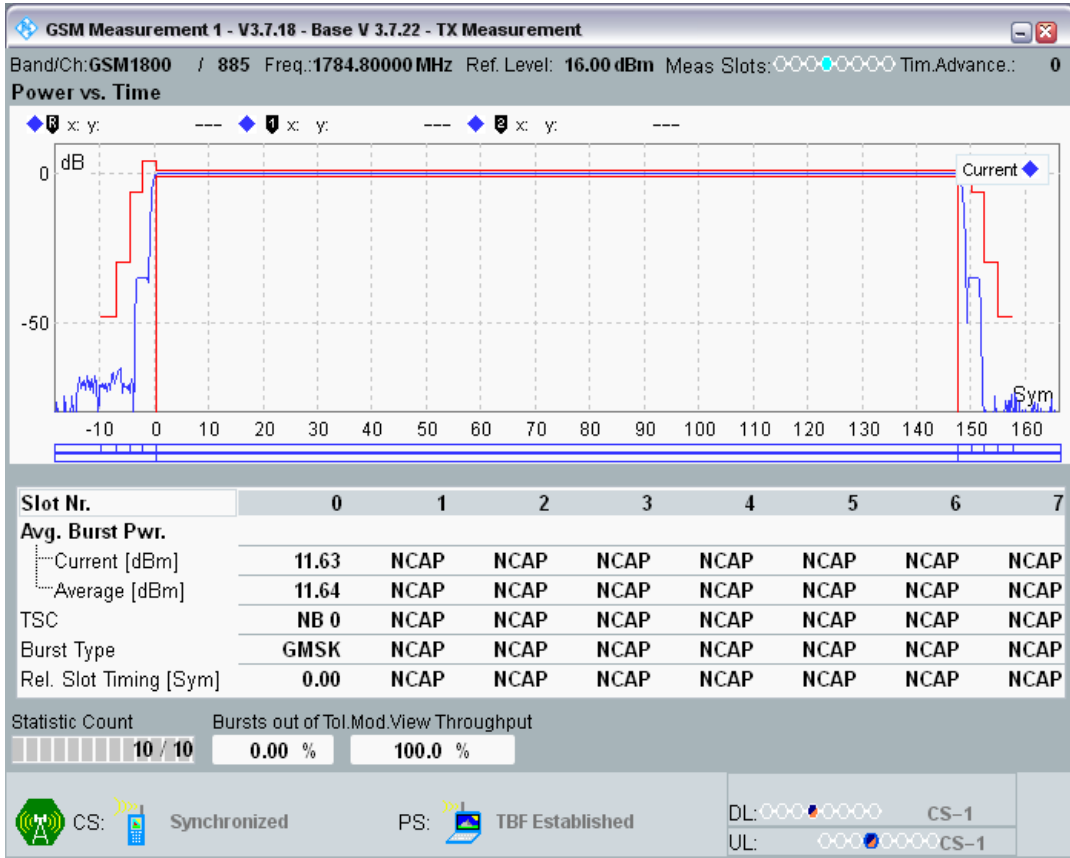 GSM Measurement 1 - V3.7.18 - Base V 3.7.22 - TX Measurement
Band/Ch:GSM1800 / 885 Freq.:1784.80000 MHz Ref. Level: 16.00 dBm Meas Slots: Tim.Advance.: 0
Power vs. Time
R x: y: --- 1 x: y: --- 2 x: y: ---
dB
Current
0
-50
Sym
-10 0 10 20 30 40 50 60 70 80 90 100 110 120 130 140 150 160
Slot Nr. 0 1 2 3 4 5 6 7
Avg. Burst Pwr.
Current [dBm] 11.63 NCAP NCAP NCAP NCAP NCAP NCAP NCAP
Average [dBm] 11.64 NCAP NCAP NCAP NCAP NCAP NCAP NCAP
TSC NB 0 NCAP NCAP NCAP NCAP NCAP NCAP NCAP
Burst Type GMSK NCAP NCAP NCAP NCAP NCAP NCAP NCAP
Rel. Slot Timing [Sym] 0.00 NCAP NCAP NCAP NCAP NCAP NCAP NCAP
Statistic Count Bursts out of Tol.Mod.View Throughput
10 / 10 0.00 % 100.0 %
CS: Synchronized PS: TBF Established
DL: CS-1
UL: CS-1